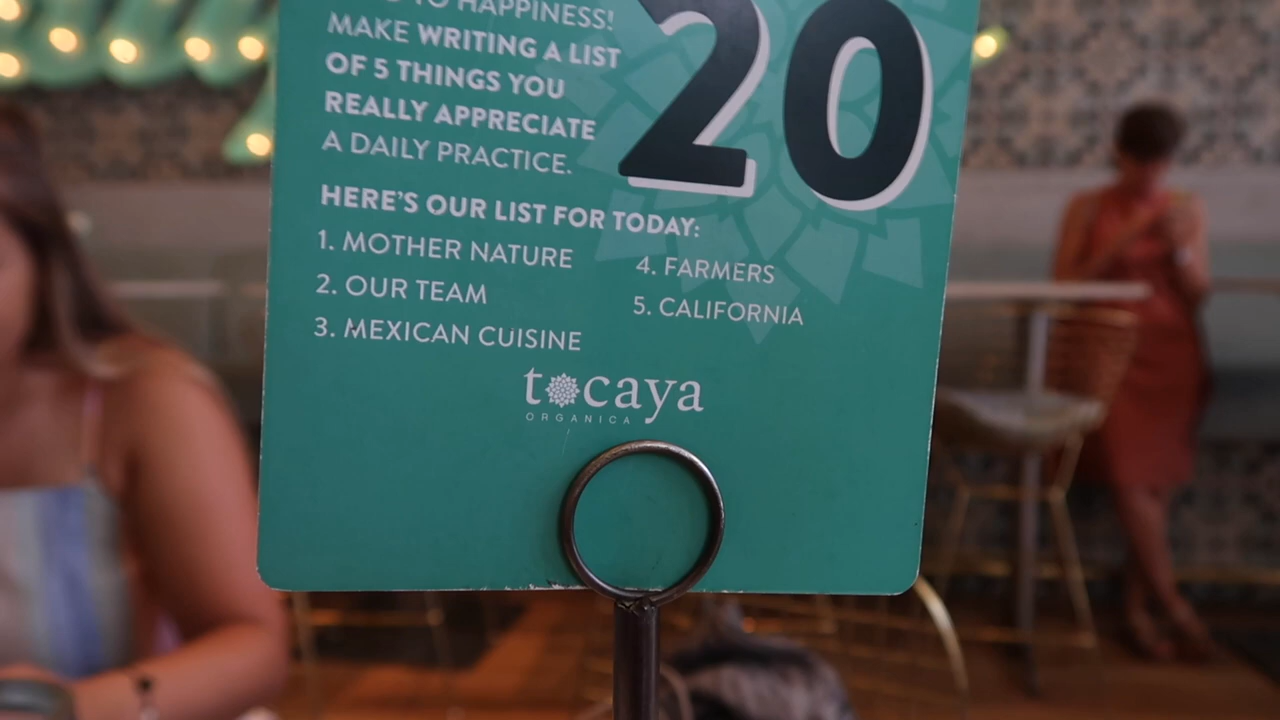 TO HAPPINESS!
MAKE WRITING A LIST
OF 5 THINGS YOU
REALLY APPRECIATE
A DAILY PRACTICE.
20
HERE'S OUR LIST FOR TODAY:
1. MOTHER NATURE
2. OUR TEAM
3. MEXICAN CUISINE
4. FARMERS
5. CALIFORNIA
tocaya
ORGANICA